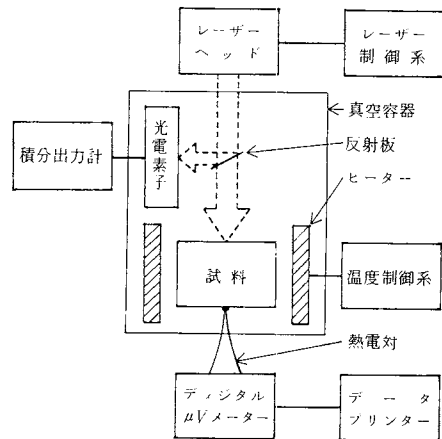 レーザー
ヘッド
レーザー
制御系
真空容器
光電素子
反射板
積分出力計
ヒーター
試料
温度制御系
熱電対
ディジタル
μVメーター
データ
プリンター